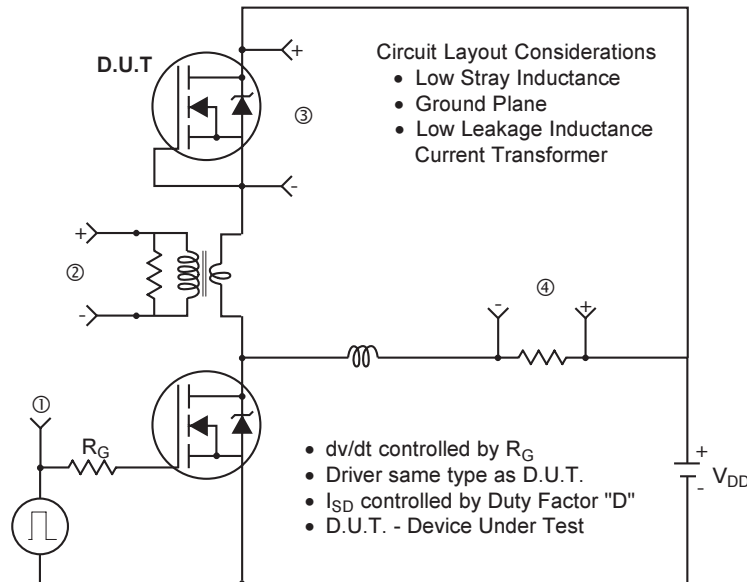 D.U.T
+
③
-
Circuit Layout Considerations
• Low Stray Inductance
• Ground Plane
• Low Leakage Inductance
Current Transformer
+
②
-
④
- +
①
RG
• dv/dt controlled by RG
• Driver same type as D.U.T.
• ISD controlled by Duty Factor "D"
• D.U.T. - Device Under Test
+
VDD
-